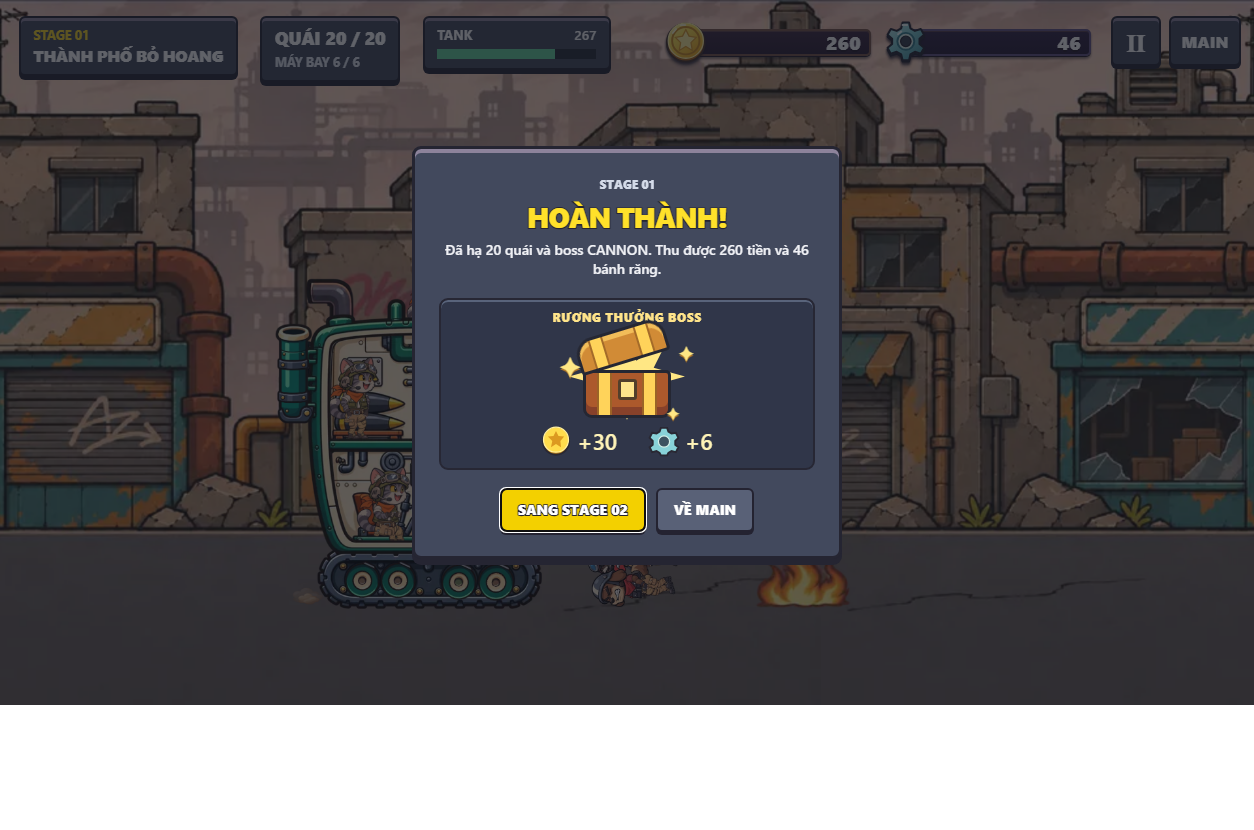 STAGE 01
THÀNH PHỐ BỎ HOANG
QUÁI 20 / 20
MÁY BAY 6 / 6
TANK 267
260
46
II
MAIN
STAGE 01
HOÀN THÀNH!
Đã hạ 20 quái và boss CANNON. Thu được 260 tiền và 46
bánh răng.
RƯƠNG THƯỞNG BOSS
+30 +6
SANG STAGE 02
VỀ MAIN